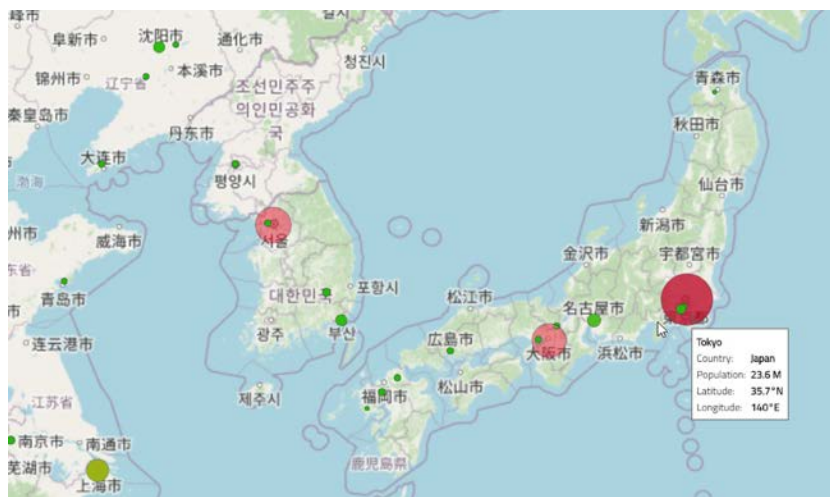 阜新市
沈阳市
通化市
청진시
青森市
锦州市
辽宁省
本溪市
조선민주주
의인민공화
국
秦皇岛市
丹东市
秋田市
大连市
평양시
渤海
仙台市
威海市
서울
新潟市
金沢市
宇都宮市
青岛市
대한민국
포항시
松江市
名古屋市
连云港市
광주
부산
広島市
大阪市
浜松市
Tokyo
Country: Japan
Population: 23.6 M
Latitude: 35.7°N
Longitude: 140°E
江苏省
제주시
福岡市
松山市
南京市
南通市
芜湖市
上海市
鹿児島県